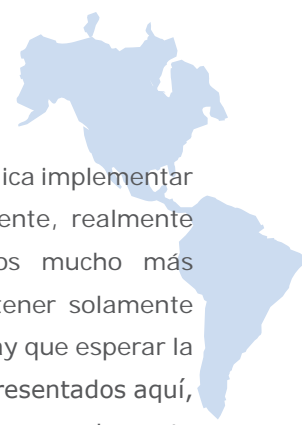 ica implementar
ente, realmente
os mucho más
tener solamente
ay que esperar la
resentados aquí,